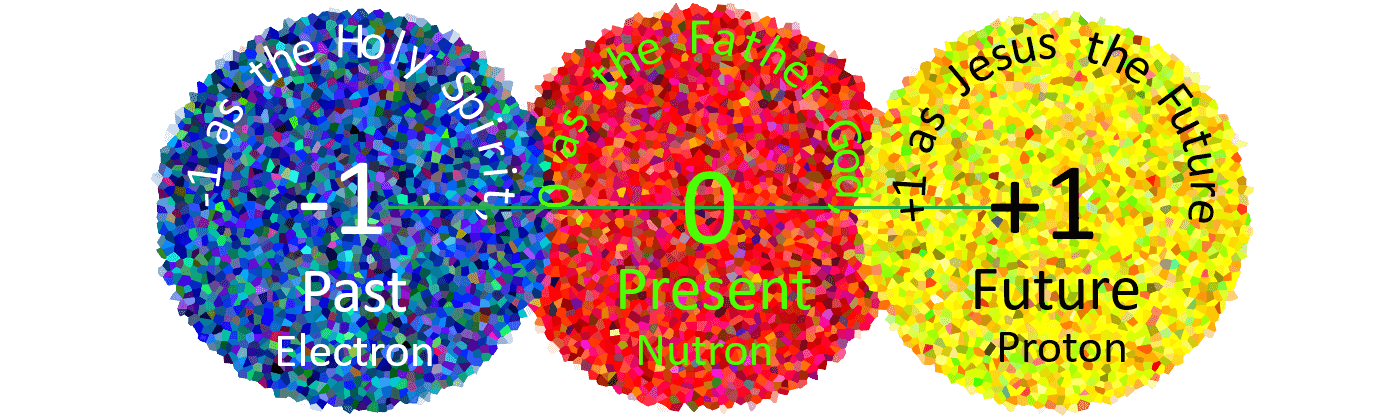 -1 as the Holy Spirit,
0 as the Father God,
+1 as Jesus the Future
-1
0
+1
Past
Present
Future
Electron
Nutron
Proton